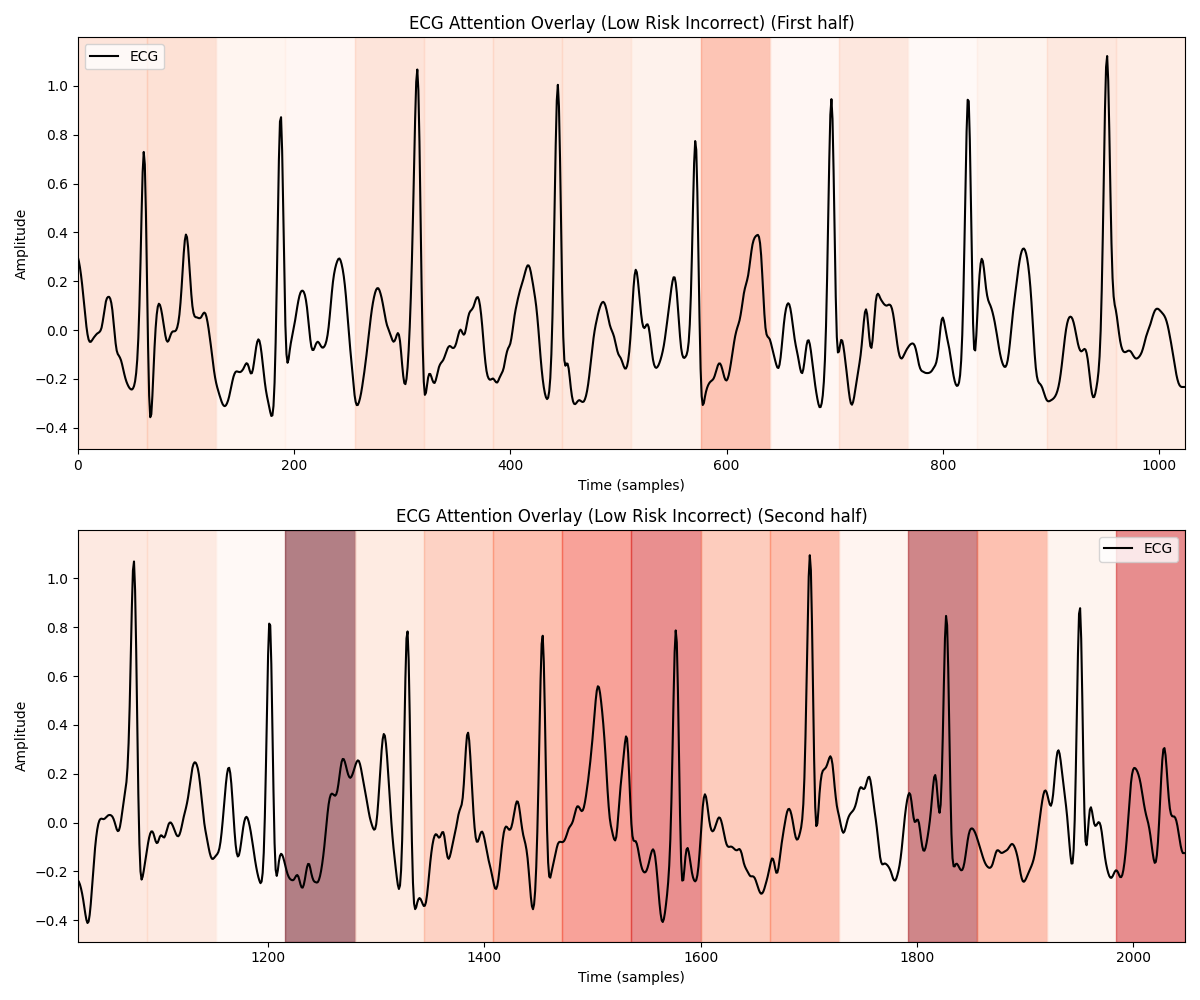 ECG Attention Overlay (Low Risk Incorrect) (First half)
ECG
Amplitude
1.0
0.8
0.6
0.4
0.2
0.0
−0.2
−0.4
0 200 400 600 800 1000
Time (samples)
ECG Attention Overlay (Low Risk Incorrect) (Second half)
ECG
Amplitude
1.0
0.8
0.6
0.4
0.2
0.0
−0.2
−0.4
1200 1400 1600 1800 2000
Time (samples)